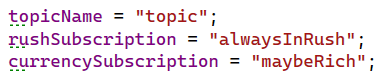 topicName = "topic";
rushSubscription = "alwaysInRush";
currencySubscription = "maybeRich";